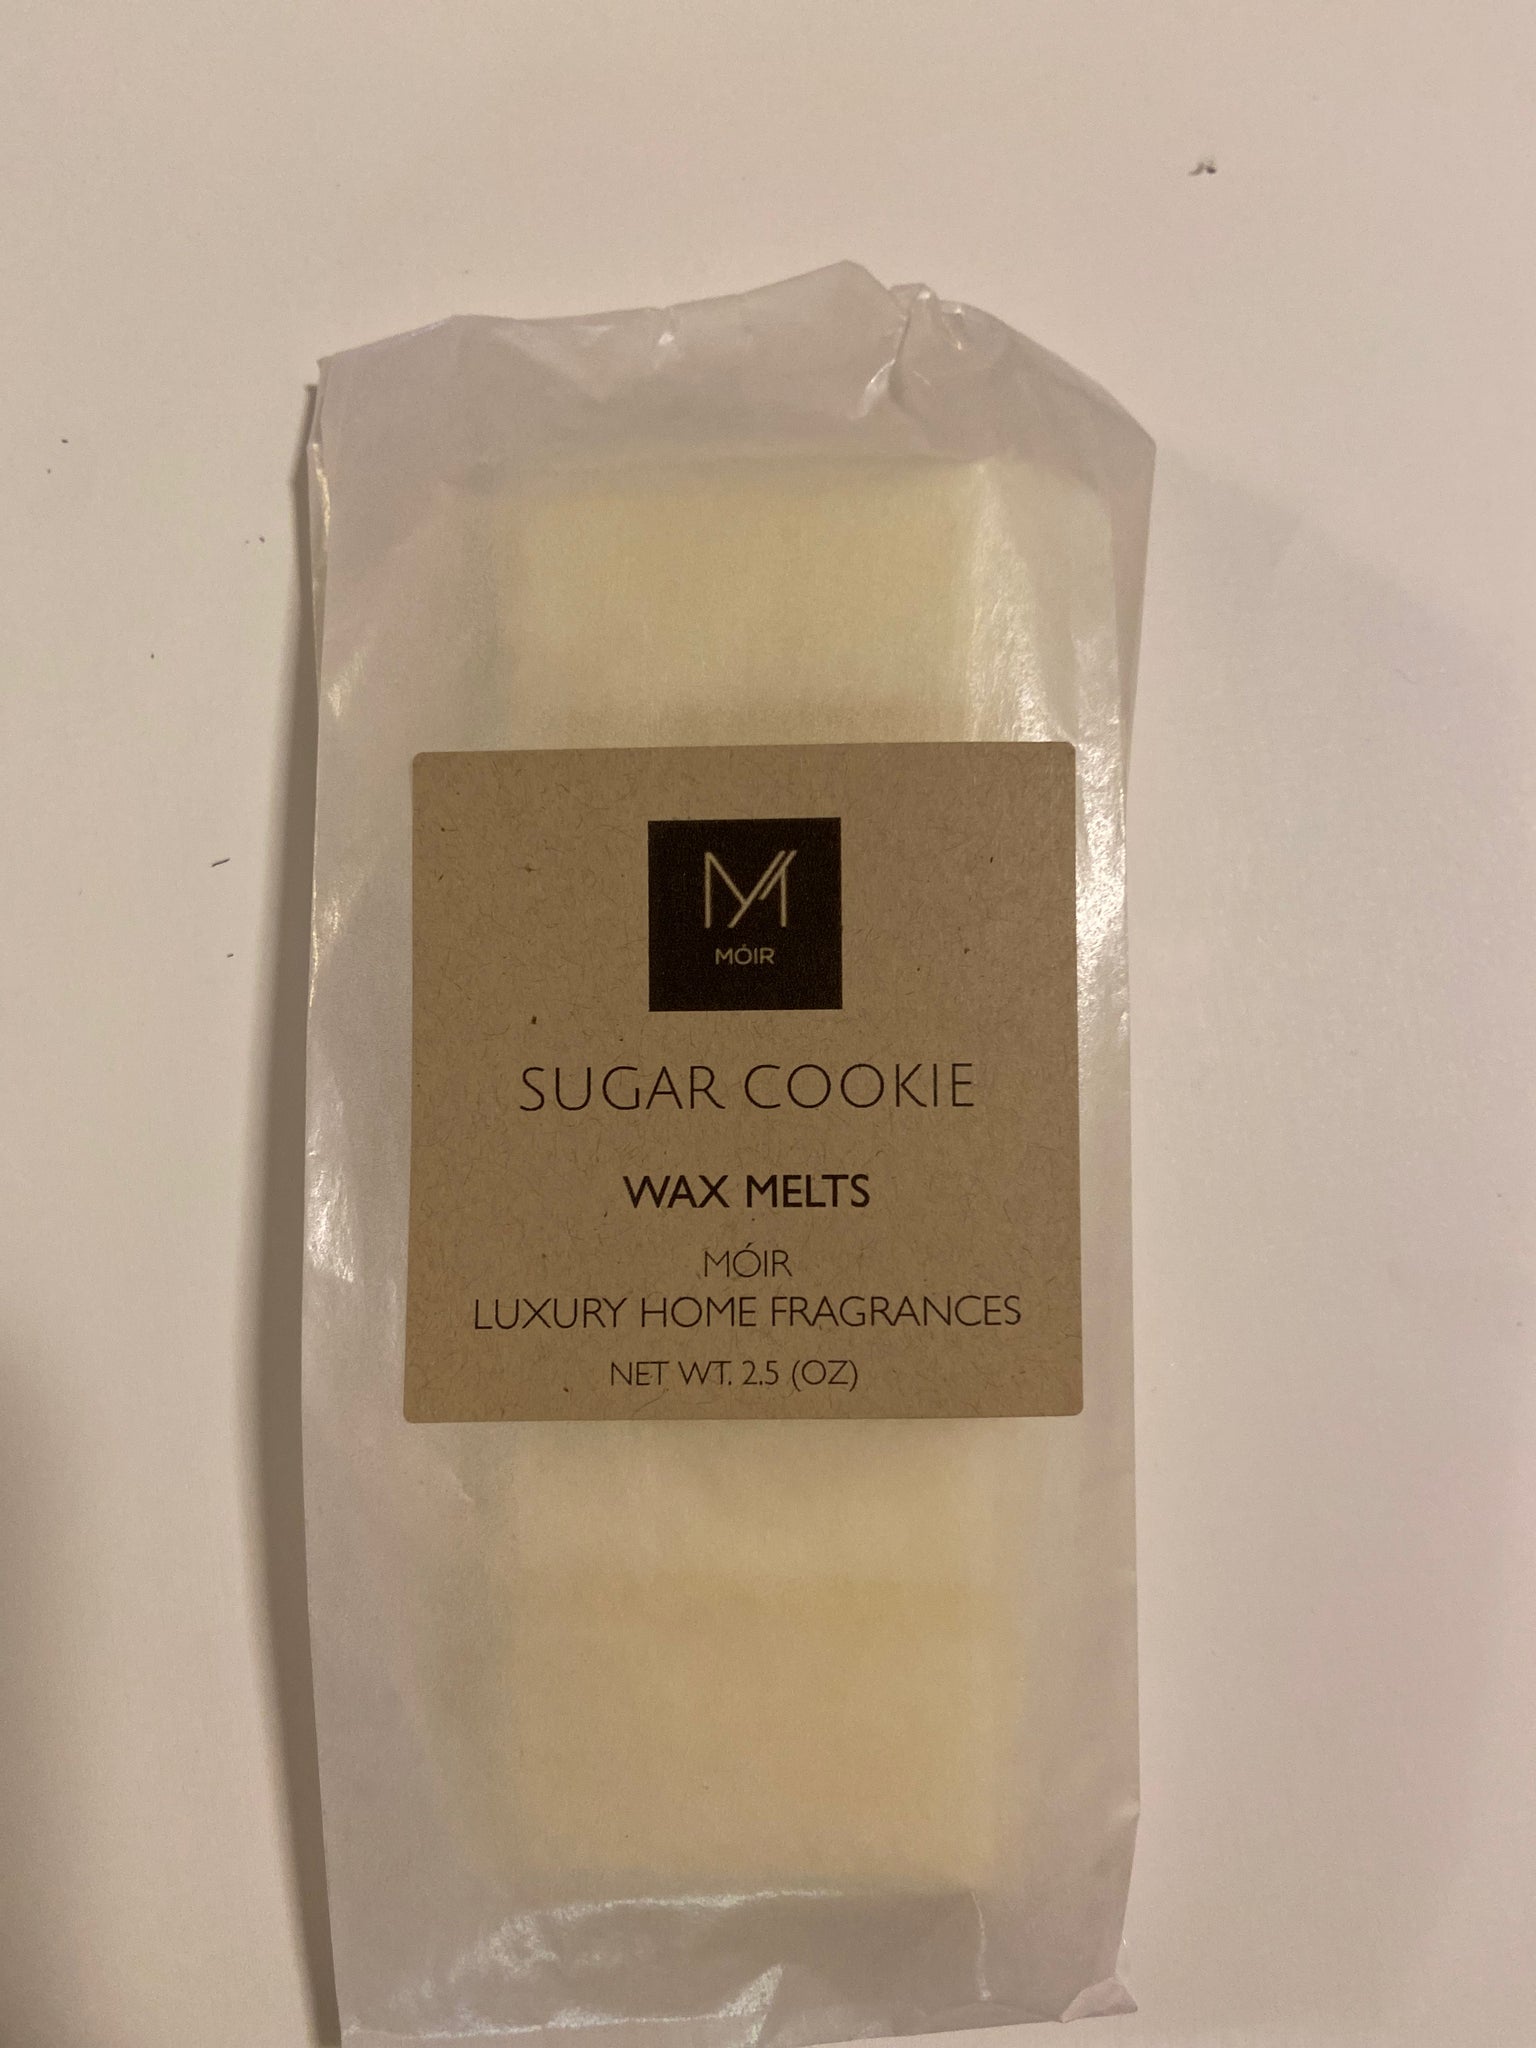 MÓIR
SUGAR COOKIE
WAX MELTS
MÓIR
LUXURY HOME FRAGRANCES
NET WT. 2.5 (OZ)